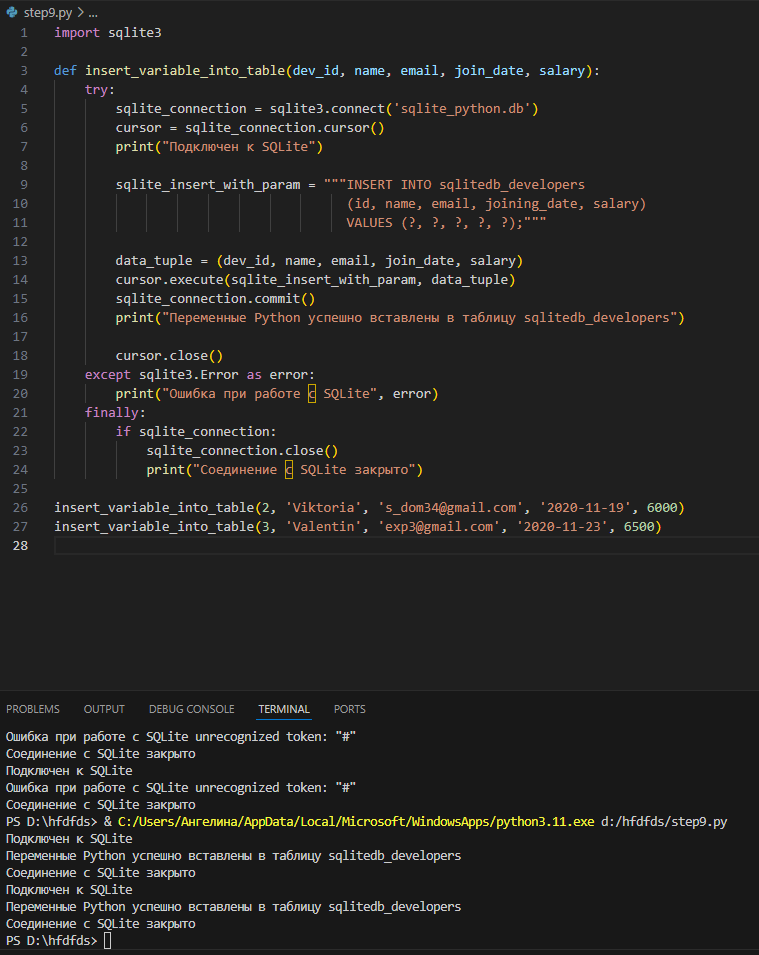 step9.py > ...
1 import sqlite3
2
3 def insert_variable_into_table(dev_id, name, email, join_date, salary):
4     try:
5         sqlite_connection = sqlite3.connect('sqlite_python.db')
6         cursor = sqlite_connection.cursor()
7         print("Подключен к SQLite")
8
9         sqlite_insert_with_param = """INSERT INTO sqlitedb_developers
10                                       (id, name, email, joining_date, salary)
11                                       VALUES (?, ?, ?, ?, ?);"""
12
13         data_tuple = (dev_id, name, email, join_date, salary)
14         cursor.execute(sqlite_insert_with_param, data_tuple)
15         sqlite_connection.commit()
16         print("Переменные Python успешно вставлены в таблицу sqlitedb_developers")
17
18         cursor.close()
19     except sqlite3.Error as error:
20         print("Ошибка при работе с SQLite", error)
21     finally:
22         if sqlite_connection:
23             sqlite_connection.close()
24             print("Соединение с SQLite закрыто")
25
26 insert_variable_into_table(2, 'Viktoria', 's_dom34@gmail.com', '2020-11-19', 6000)
27 insert_variable_into_table(3, 'Valentin', 'exp3@gmail.com', '2020-11-23', 6500)
28
PROBLEMS OUTPUT DEBUG CONSOLE TERMINAL PORTS
Ошибка при работе с SQLite unrecognized token: "#"
Соединение с SQLite закрыто
Подключен к SQLite
Ошибка при работе с SQLite unrecognized token: "#"
Соединение с SQLite закрыто
PS D:\hfdfds> & C:/Users/Ангелина/AppData/Local/Microsoft/WindowsApps/python3.11.exe d:/hfdfds/step9.py
Подключен к SQLite
Переменные Python успешно вставлены в таблицу sqlitedb_developers
Соединение с SQLite закрыто
Подключен к SQLite
Переменные Python успешно вставлены в таблицу sqlitedb_developers
Соединение с SQLite закрыто
PS D:\hfdfds>